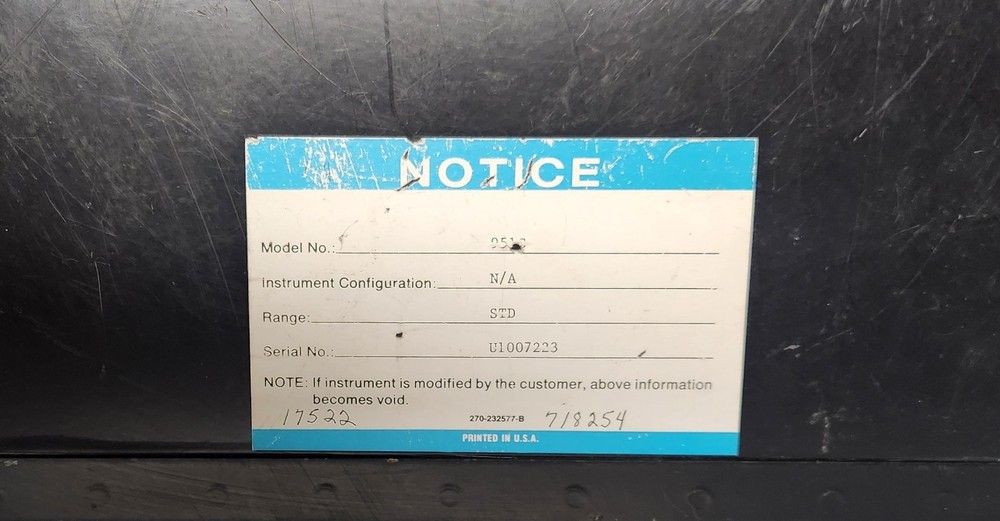 NOTICE
Model No.:
Instrument Configuration: N/A
Range: STD
Serial No.: U1007223
NOTE: If instrument is modified by the customer, above information
becomes void.
17522 270-232577-B 718254
PRINTED IN U.S.A.